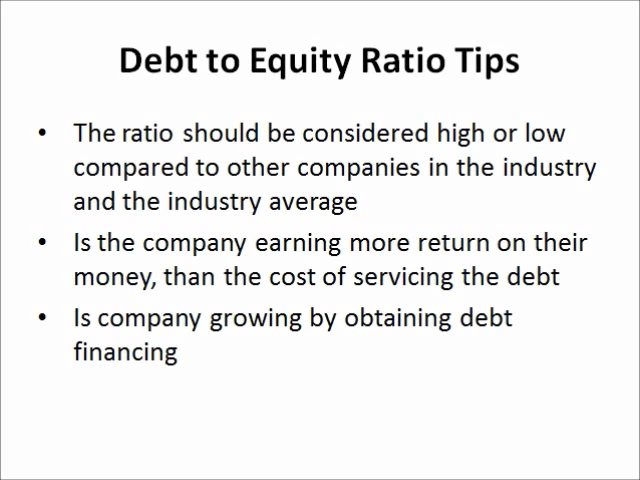 Debt to Equity Ratio Tips
• The ratio should be considered high or low
compared to other companies in the industry
and the industry average
• Is the company earning more return on their
money, than the cost of servicing the debt
• Is company growing by obtaining debt
financing